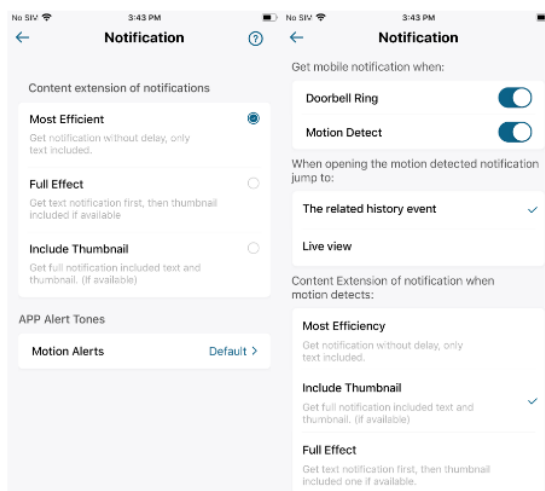 No SIM 3:43 PM
Notification
Content extension of notifications
Most Efficient
Get notification without delay, only
text included.
Full Effect
Get text notification first, then thumbnail
included if available
Include Thumbnail
Get full notification included text and
thumbnail. (If available)
APP Alert Tones
Motion Alerts Default >
No SIM 3:43 PM
Notification
Get mobile notification when:
Doorbell Ring
Motion Detect
When opening the motion detected notification
jump to:
The related history event
Live view
Content Extension of notification when
motion detects:
Most Efficiency
Get notification without delay, only
text included.
Include Thumbnail
Get full notification included text and
thumbnail. (if available)
Full Effect
Get text notification first, then thumbnail
included one if available.